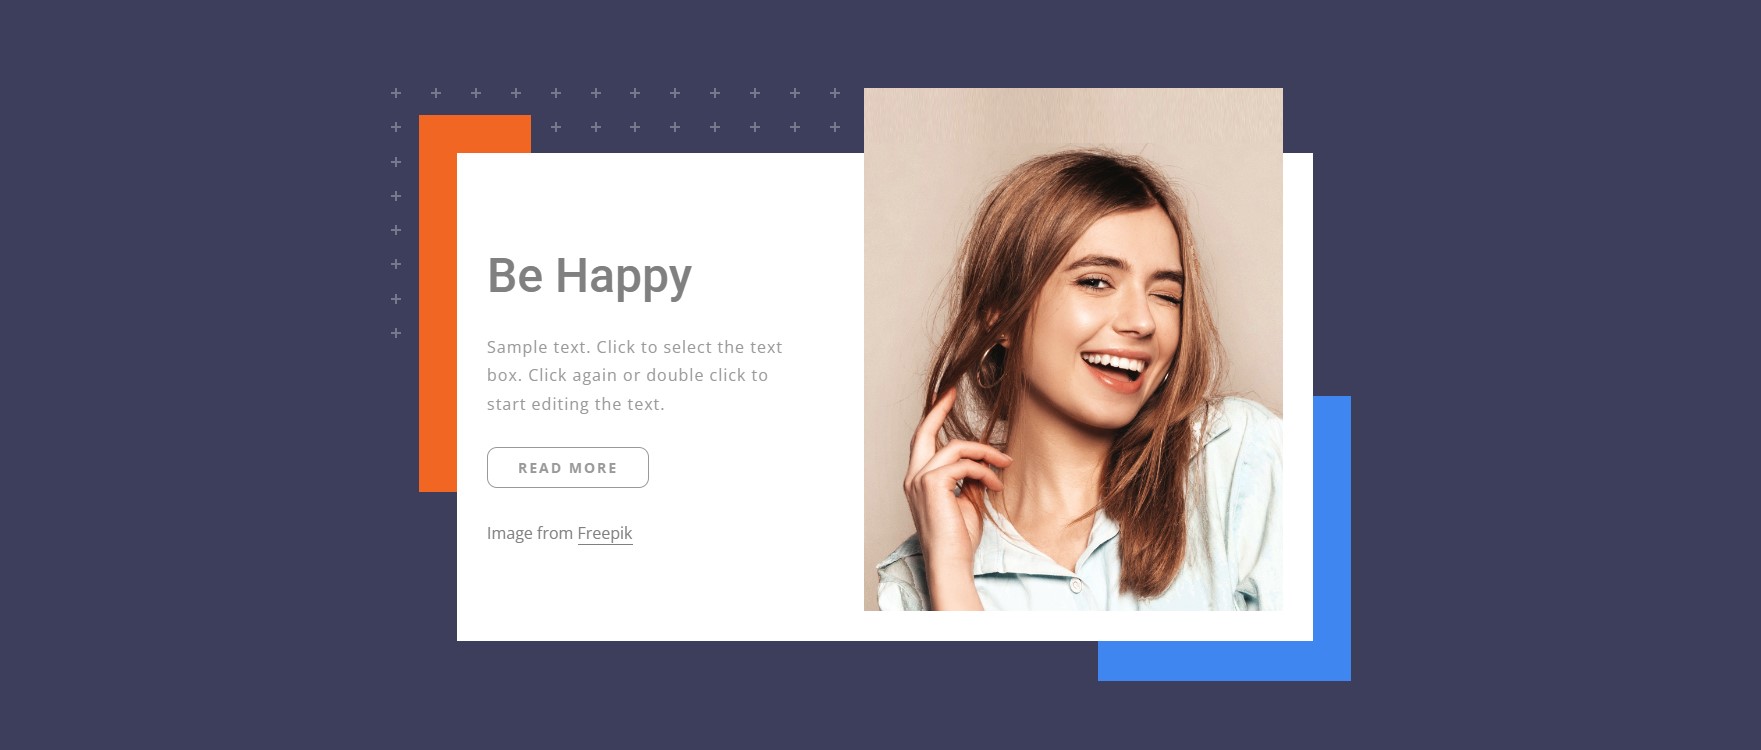 Be Happy
Sample text. Click to select the text
box. Click again or double click to
start editing the text.
READ MORE
Image from Freepik